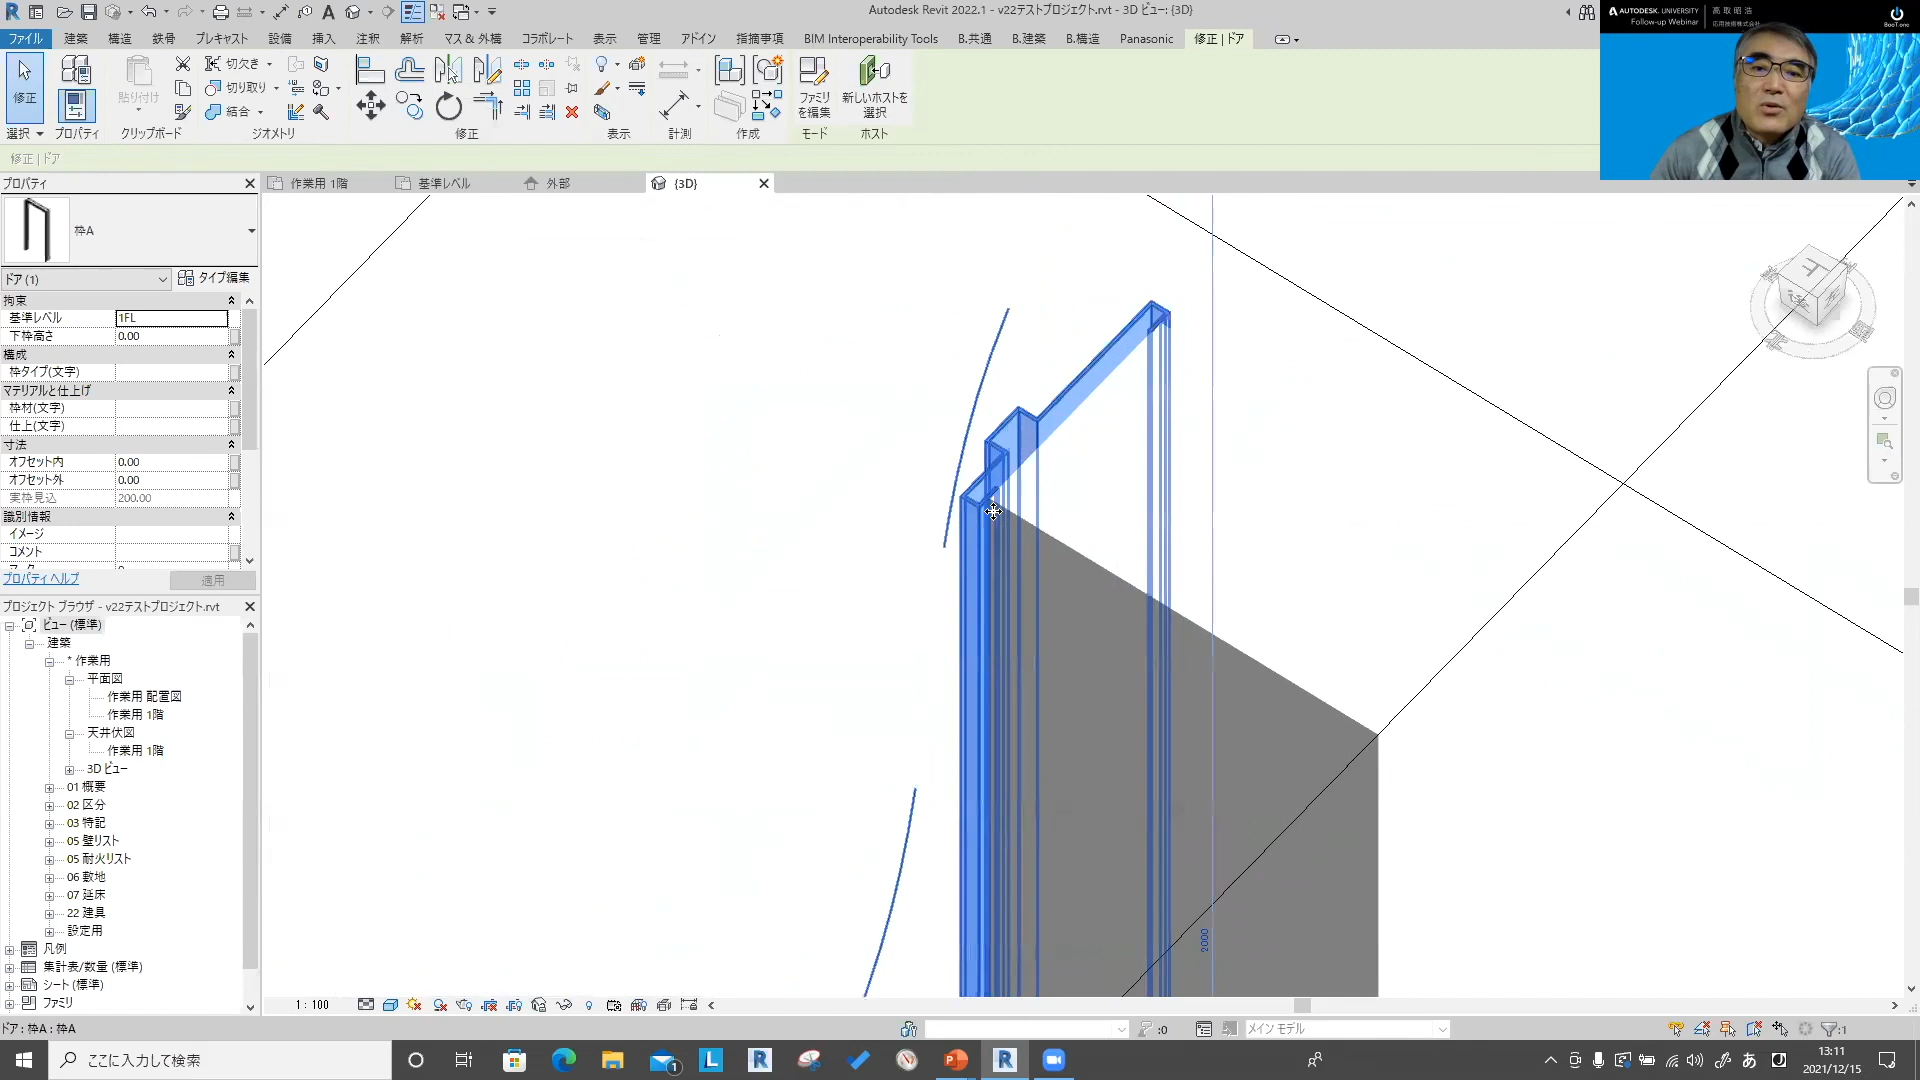 Autodesk Revit 2022.1 - v22テストプロジェクト.rvt - 3D ビュー: {3D}
AUTODESK UNIVERSITY
Follow-up Webinar
高取昭浩
応用技術株式会社
BooT.one
ファイル 建築 構造 鉄骨 プレキャスト 設備 挿入 注釈 解析 マス & 外構 コラボレート 表示 管理 アドイン 指摘事項 BIM Interoperability Tools B.共通 B.建築 B.構造 Panasonic 修正 | ドア
修正
貼り付け
切欠き
切り取り
結合
ファミリを編集
新しいホストを選択
選択 プロパティ クリップボード ジオメトリ 修正 表示 計測 作成 モード ホスト
修正 | ドア
プロパティ
作業用 1階 基準レベル 外部 {3D}
枠A
ドア (1) タイプ編集
拘束
基準レベル 1FL
下枠高さ 0.00
構成
枠タイプ(文字)
マテリアルと仕上げ
枠材(文字)
仕上(文字)
寸法
オフセット内 0.00
オフセット外 0.00
実枠見込 200.00
識別情報
イメージ
コメント
プロパティ ヘルプ 適用
プロジェクト ブラウザ - v22テストプロジェクト.rvt
ビュー (標準)
建築
* 作業用
平面図
作業用 配置図
作業用 1階
天井伏図
作業用 1階
3D ビュー
01 概要
02 区分
03 特記
05 壁リスト
05 耐火リスト
06 敷地
07 延床
22 建具
設定用
凡例
集計表/数量 (標準)
シート (標準)
ファミリ
2000
1 : 100
ドア : 枠A : 枠A
:0
メイン モデル
:1
ここに入力して検索
あ
13:11
2021/12/15